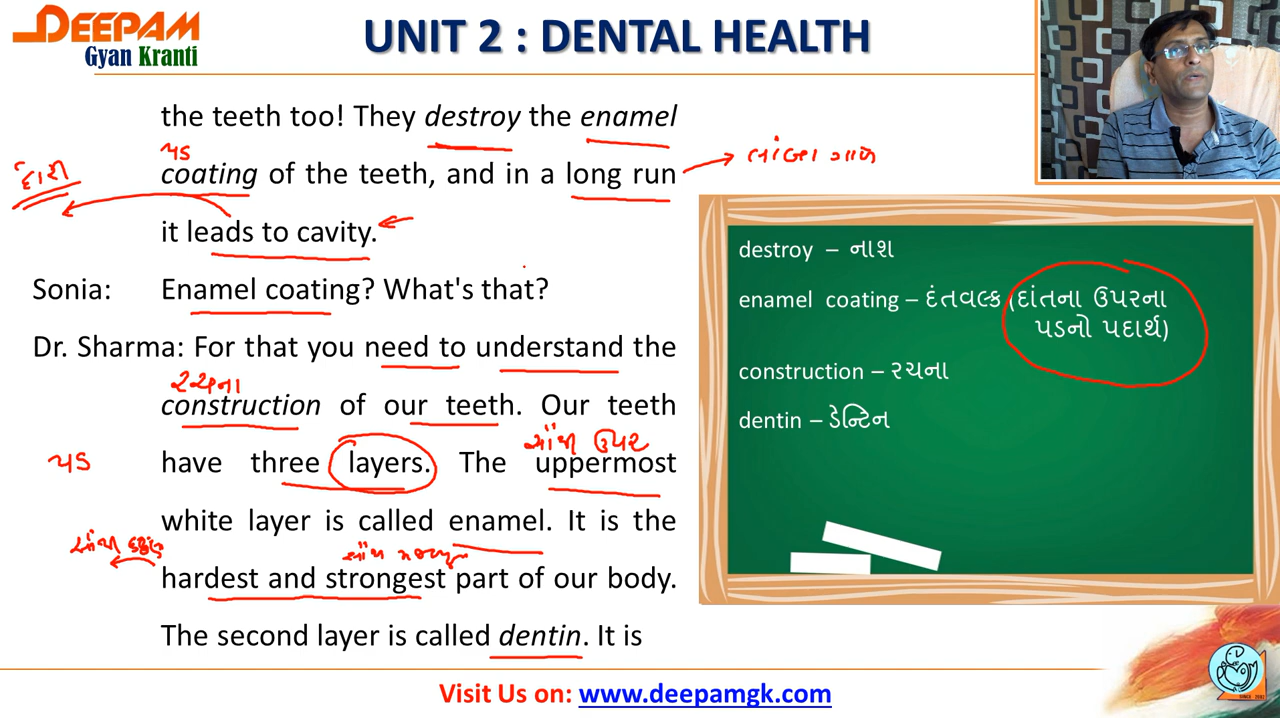 DEEPAM
Gyan Kranti
UNIT 2 : DENTAL HEALTH
the teeth too! They destroy the enamel
પડ
coating of the teeth, and in a long run
it leads to cavity.
Sonia: Enamel coating? What's that?
Dr. Sharma: For that you need to understand the
રચના
construction of our teeth. Our teeth
ઉપર
પડ have three layers. The uppermost
white layer is called enamel. It is the
hardest and strongest part of our body.
The second layer is called dentin. It is
destroy – નાશ
enamel coating – દંતવલ્ક (દાંતના ઉપરના
પડનો પદાર્થ)
construction – રચના
dentin – ડેન્ટિન
Visit Us on: www.deepamgk.com